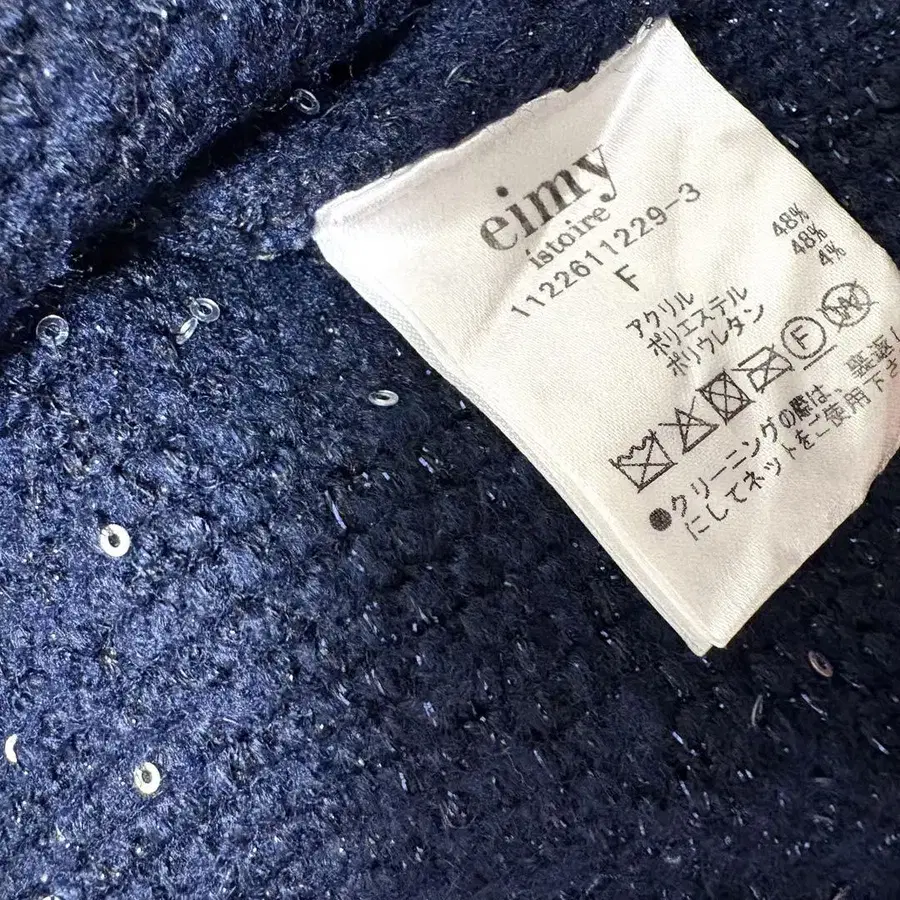 eimy
istoire
1122611229-3
F
アクリル 48%
ポリエステル 48%
ポリウレタン 4%
F W
●クリーニングの際は、裏返し
にしてネットをご使用下さ